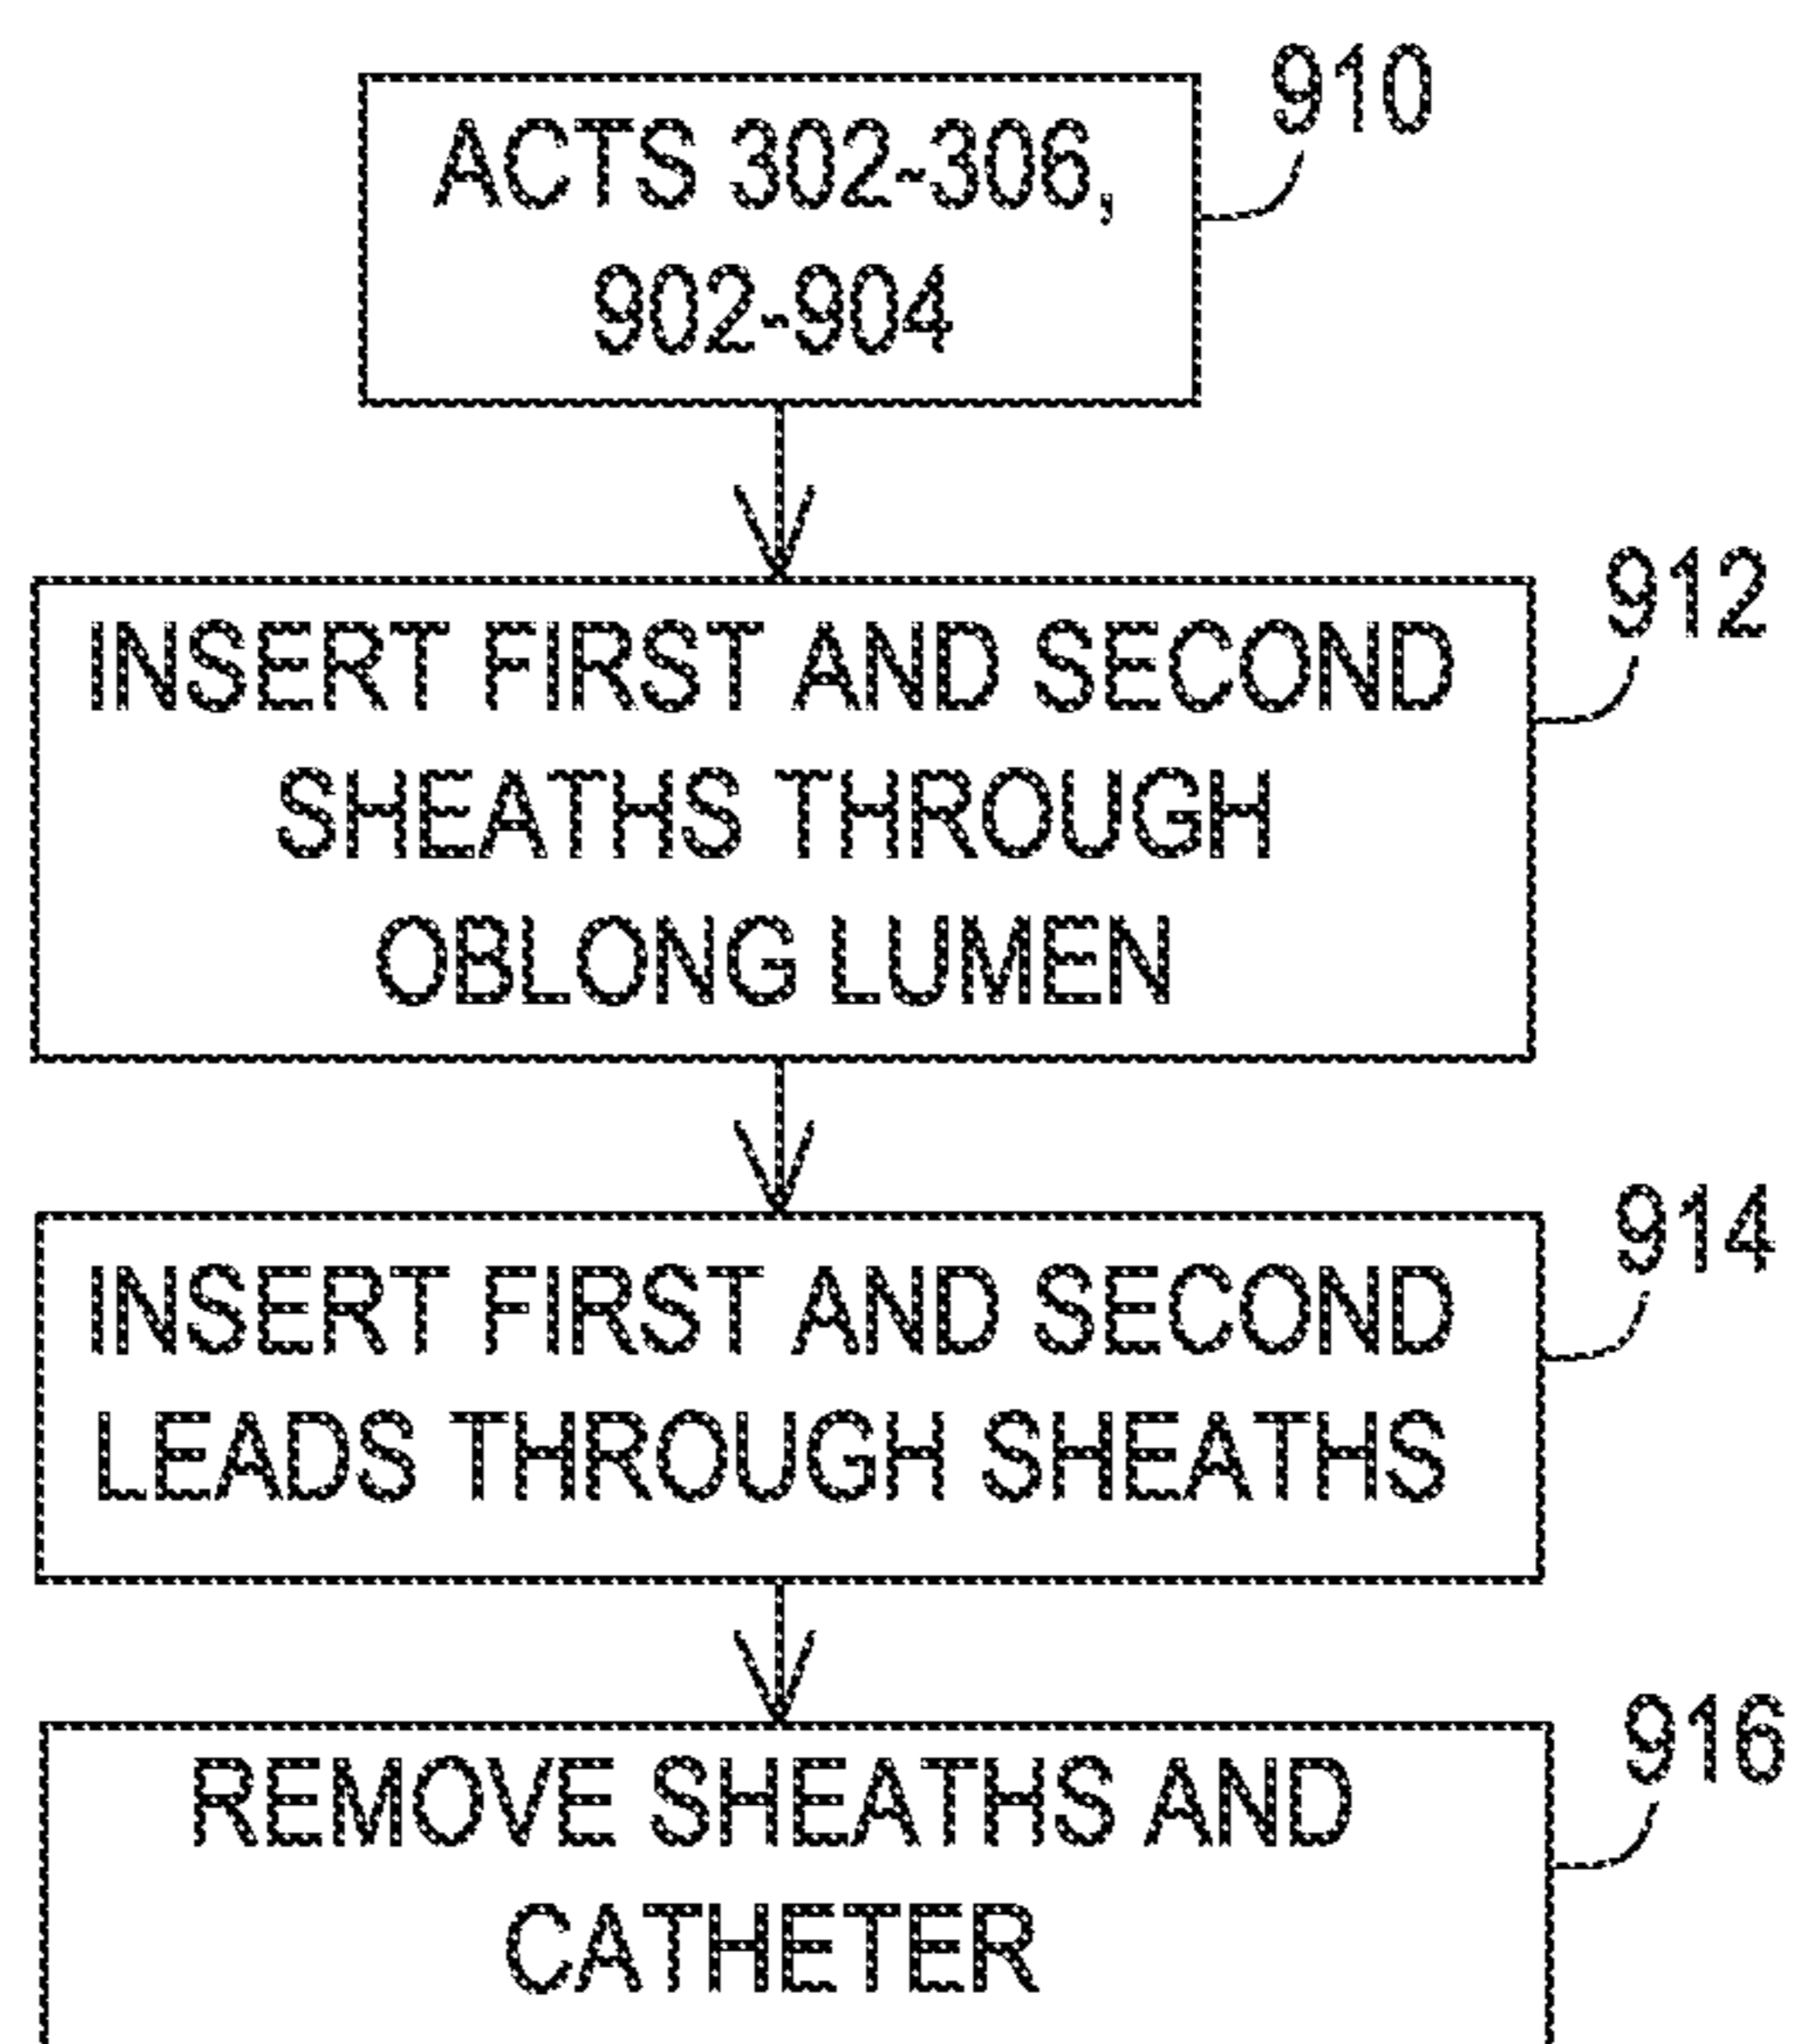 910
ACTS 302-306,
902-904
912
INSERT FIRST AND SECOND
SHEATHS THROUGH
OBLONG LUMEN
914
INSERT FIRST AND SECOND
LEADS THROUGH SHEATHS
916
REMOVE SHEATHS AND
CATHETER